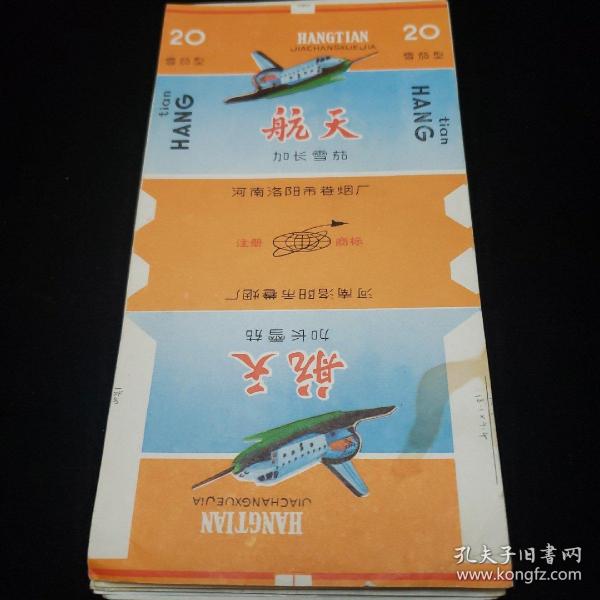 20
雪茄型
HANGTIAN
JIACHANGXUEJIA
20
雪茄型
HANG
tian
HANG
tian
航天
加长雪茄
河南洛阳市卷烟厂
注册 商标
河南洛阳市卷烟厂
加长雪茄
航天
JIACHANGXUEJIA
HANGTIAN
孔夫子旧书网
www.kongfz.com